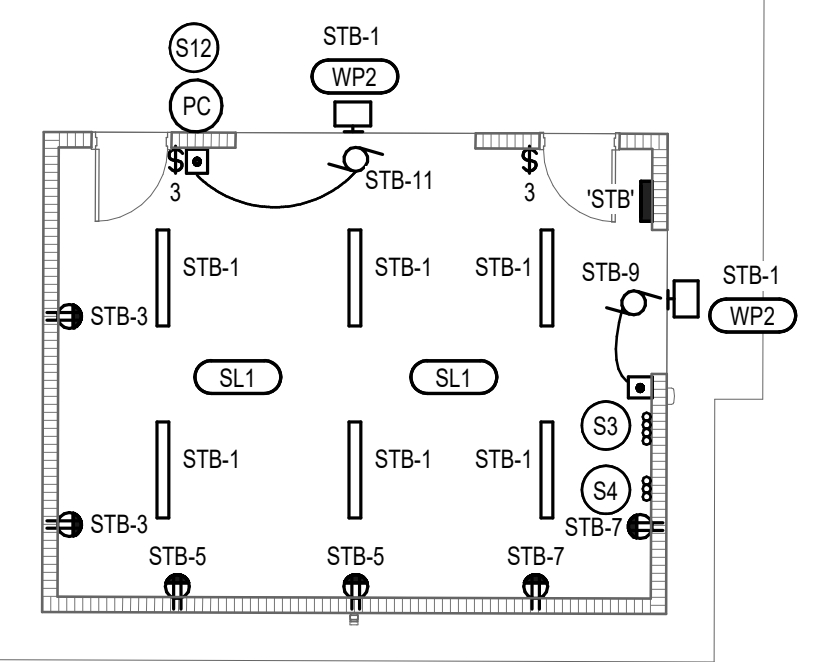 STB-1
S12
WP2
PC
$
3
STB-11
$
3
'STB'
STB-1
STB-1
STB-1
STB-9
STB-1
WP2
STB-3
SL1
SL1
S3
STB-1
STB-1
STB-1
S4
STB-3
STB-7
STB-5
STB-5
STB-7